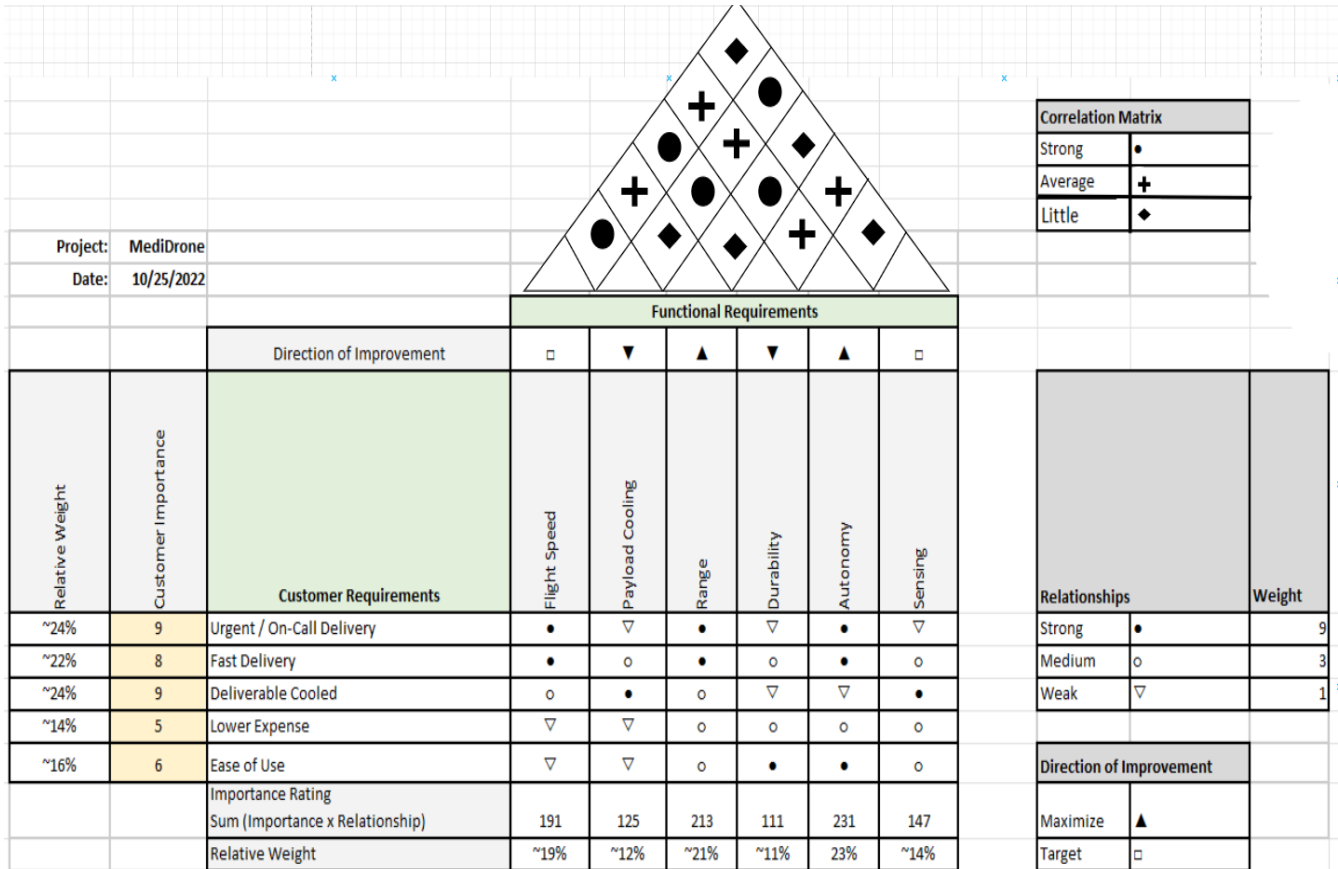 Correlation Matrix
Strong ●
Average ✚
Little ◆
Project: MediDrone
Date: 10/25/2022
Functional Requirements
Direction of Improvement □ ▼ ▲ ▼ ▲ □
Relative Weight
Customer Importance
Customer Requirements
Flight Speed
Payload Cooling
Range
Durability
Autonomy
Sensing
Relationships Weight
~24% 9 Urgent / On-Call Delivery ● ▽ ● ▽ ● ▽
Strong ● 9
~22% 8 Fast Delivery ● ○ ● ○ ● ○
Medium ○ 3
~24% 9 Deliverable Cooled ○ ● ○ ▽ ▽ ●
Weak ▽ 1
~14% 5 Lower Expense ▽ ▽ ○ ○ ○ ○
~16% 6 Ease of Use ▽ ▽ ○ ● ● ○
Direction of Improvement
Importance Rating
Sum (Importance x Relationship) 191 125 213 111 231 147
Maximize ▲
Relative Weight ~19% ~12% ~21% ~11% 23% ~14%
Target □